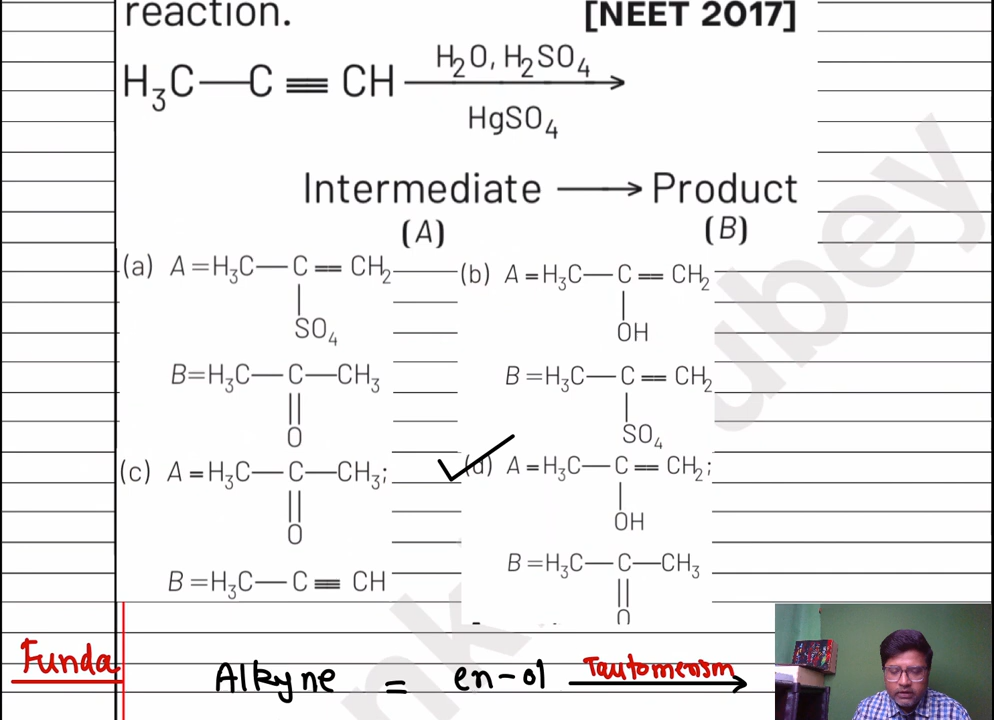 reaction. [NEET 2017]
H₃C—C≡CH —H₂O, H₂SO₄→
HgSO₄
Intermediate ⟶ Product
(A) (B)
(a) A=H₃C—C=CH₂
|
SO₄
B=H₃C—C—CH₃
||
O
(b) A=H₃C—C=CH₂
|
OH
B=H₃C—C=CH₂
|
SO₄
(c) A=H₃C—C—CH₃;
||
O
B=H₃C—C≡CH
(d) A=H₃C—C=CH₂;
|
OH
B=H₃C—C—CH₃
||
O
Funda
Alkyne = en-ol Tautomerism→